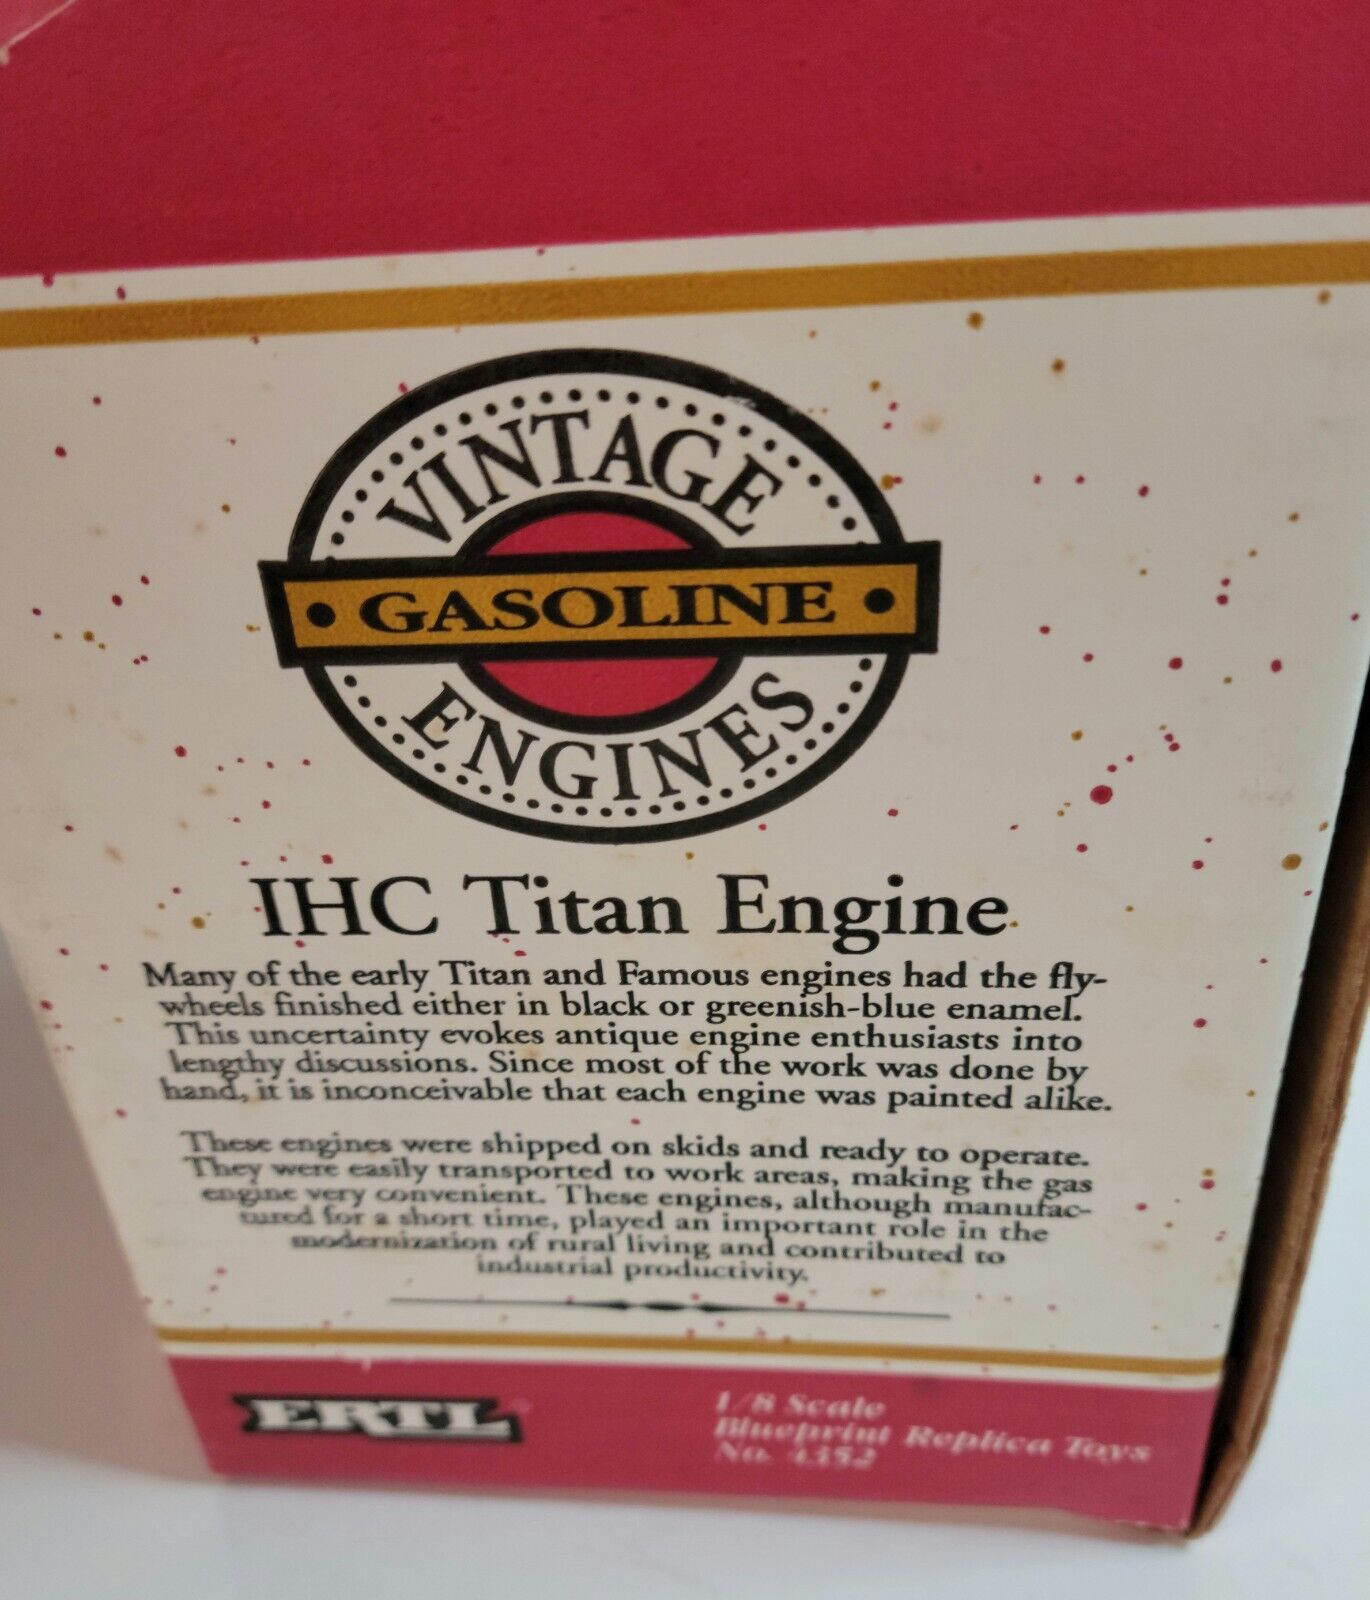 VINTAGE
GASOLINE
ENGINES
IHC Titan Engine
Many of the early Titan and Famous engines had the fly-
wheels finished either in black or greenish-blue enamel.
This uncertainty evokes antique engine enthusiasts into
lengthy discussions. Since most of the work was done by
hand, it is inconceivable that each engine was painted alike.
These engines were shipped on skids and ready to operate.
They were easily transported to work areas, making the gas
engine very convenient. These engines, although manufac-
tured for a short time, played an important role in the
modernization of rural living and contributed to
industrial productivity.
ERTL®
1/8 Scale
Blueprint Replica Toys
No. 4352